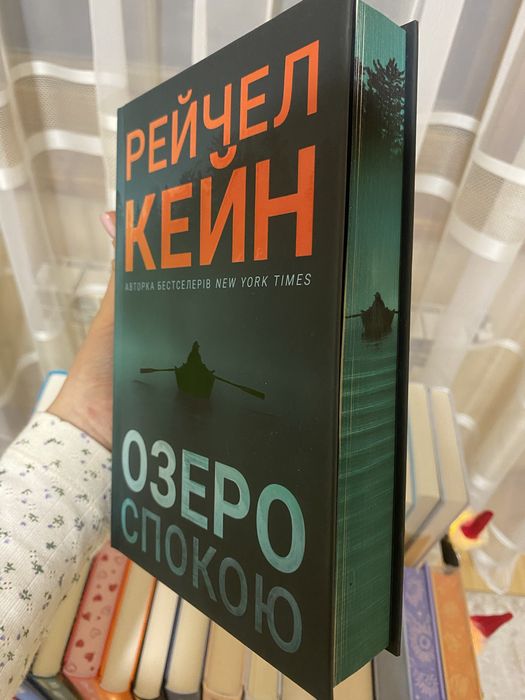 РЕЙЧЕЛ
КЕЙН
АВТОРКА БЕСТСЕЛЕРІВ NEW YORK TIMES
ОЗЕРО
СПОКОЮ